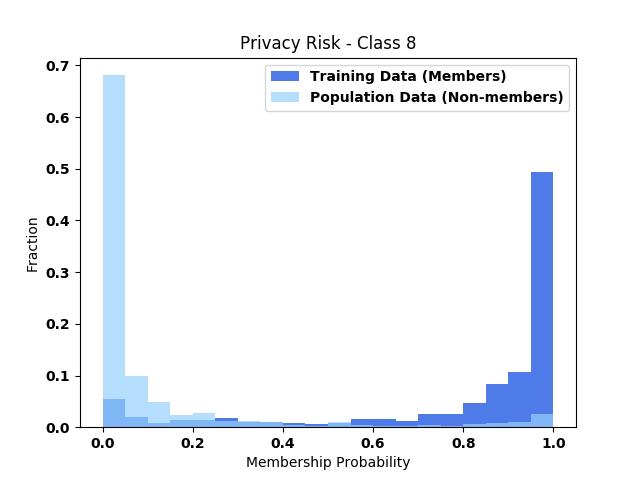 Privacy Risk - Class 8
Training Data (Members)
Population Data (Non-members)
Fraction
0.7
0.6
0.5
0.4
0.3
0.2
0.1
0.0
0.0 0.2 0.4 0.6 0.8 1.0
Membership Probability